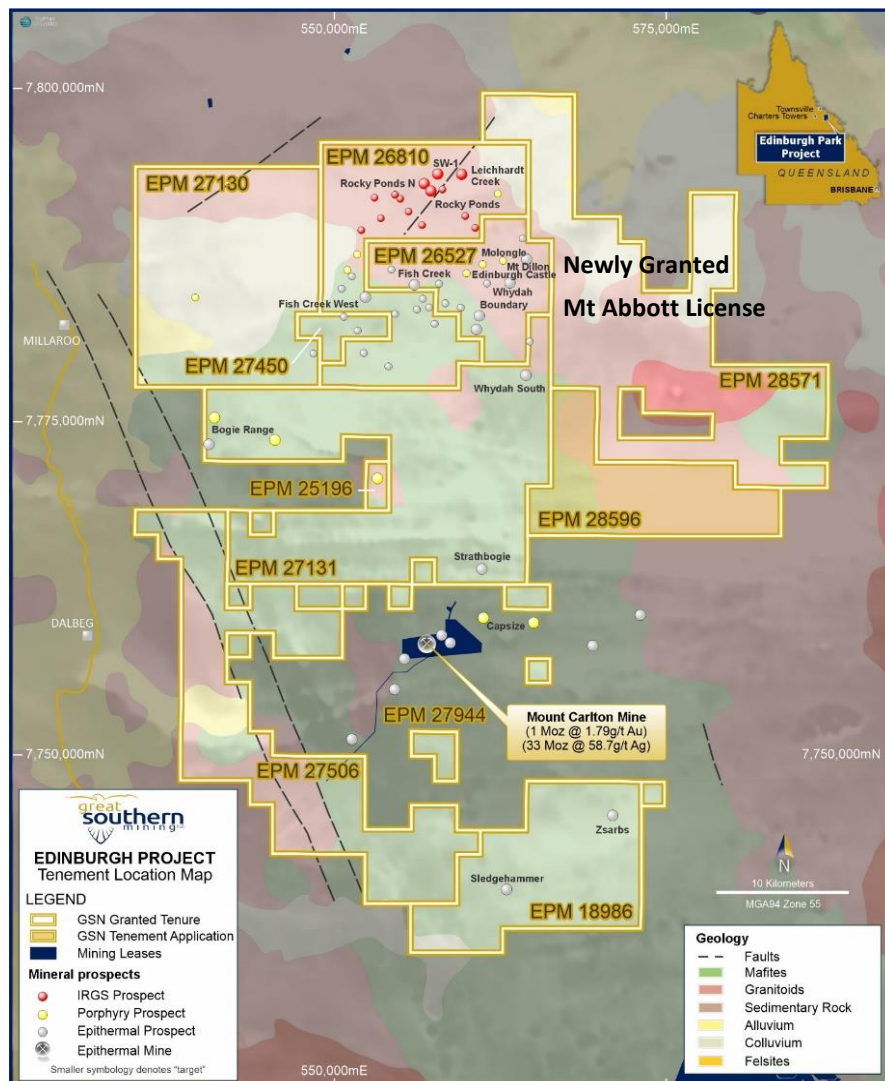 550,000mE
575,000mE
7,800,000mN
Townsville
Charters Towers
Edinburgh Park
Project
QUEENSLAND
BRISBANE
EPM 26810
SW-1
Leichhardt
Creek
EPM 27130
Rocky Ponds N
Rocky Ponds
EPM 26527
Molonglo
Mt Dillon
Newly Granted
Fish Creek
Edinburgh Castle
Whydah
Boundary
Mt Abbott License
Fish Creek West
MILLAROO
EPM 27450
Whydah South
EPM 28571
7,775,000mN
Bogie Range
EPM 25196
EPM 28596
Strathbogie
EPM 27131
DALBEG
Capsize
EPM 27944
Mount Carlton Mine
(1 Moz @ 1.79g/t Au)
(33 Moz @ 58.7g/t Ag)
7,750,000mN
7,750,000mN
EPM 27506
Zsarbs
Sledgehammer
EPM 18986
great
southern
mining
EDINBURGH PROJECT
Tenement Location Map
LEGEND
GSN Granted Tenure
GSN Tenement Application
Mining Leases
Mineral prospects
IRGS Prospect
Porphyry Prospect
Epithermal Prospect
Epithermal Mine
Smaller symbology denotes "target"
N
10 Kilometers
MGA94 Zone 55
Geology
Faults
Mafites
Granitoids
Sedimentary Rock
Alluvium
Colluvium
Felsites
550,000mE
575,000mE